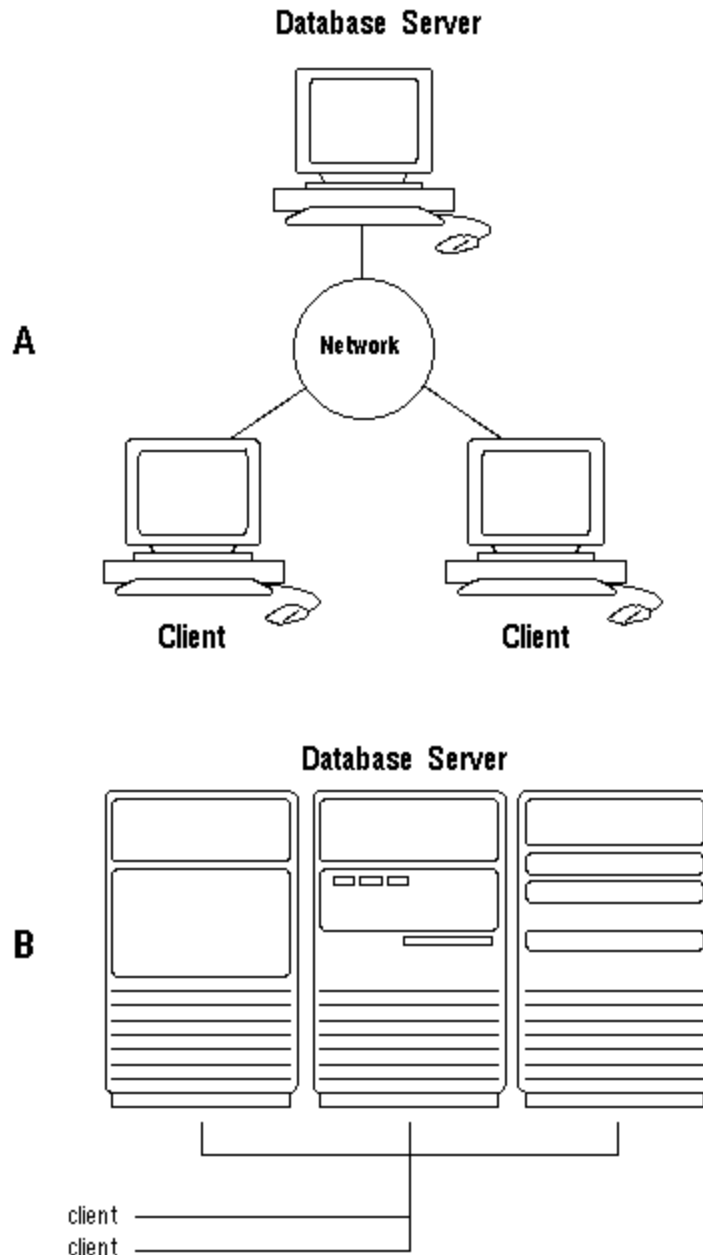 Database Server
A
Network
Client
Client
Database Server
B
client
client